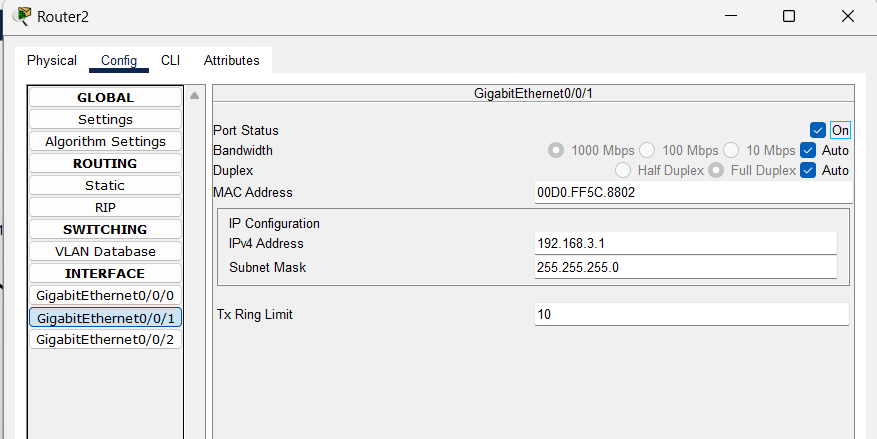 Router2
Physical Config CLI Attributes
GLOBAL
Settings
Algorithm Settings
ROUTING
Static
RIP
SWITCHING
VLAN Database
INTERFACE
GigabitEthernet0/0/0
GigabitEthernet0/0/1
GigabitEthernet0/0/2
GigabitEthernet0/0/1
Port Status On
Bandwidth 1000 Mbps 100 Mbps 10 Mbps Auto
Duplex Half Duplex Full Duplex Auto
MAC Address 00D0.FF5C.8802
IP Configuration
IPv4 Address 192.168.3.1
Subnet Mask 255.255.255.0
Tx Ring Limit 10